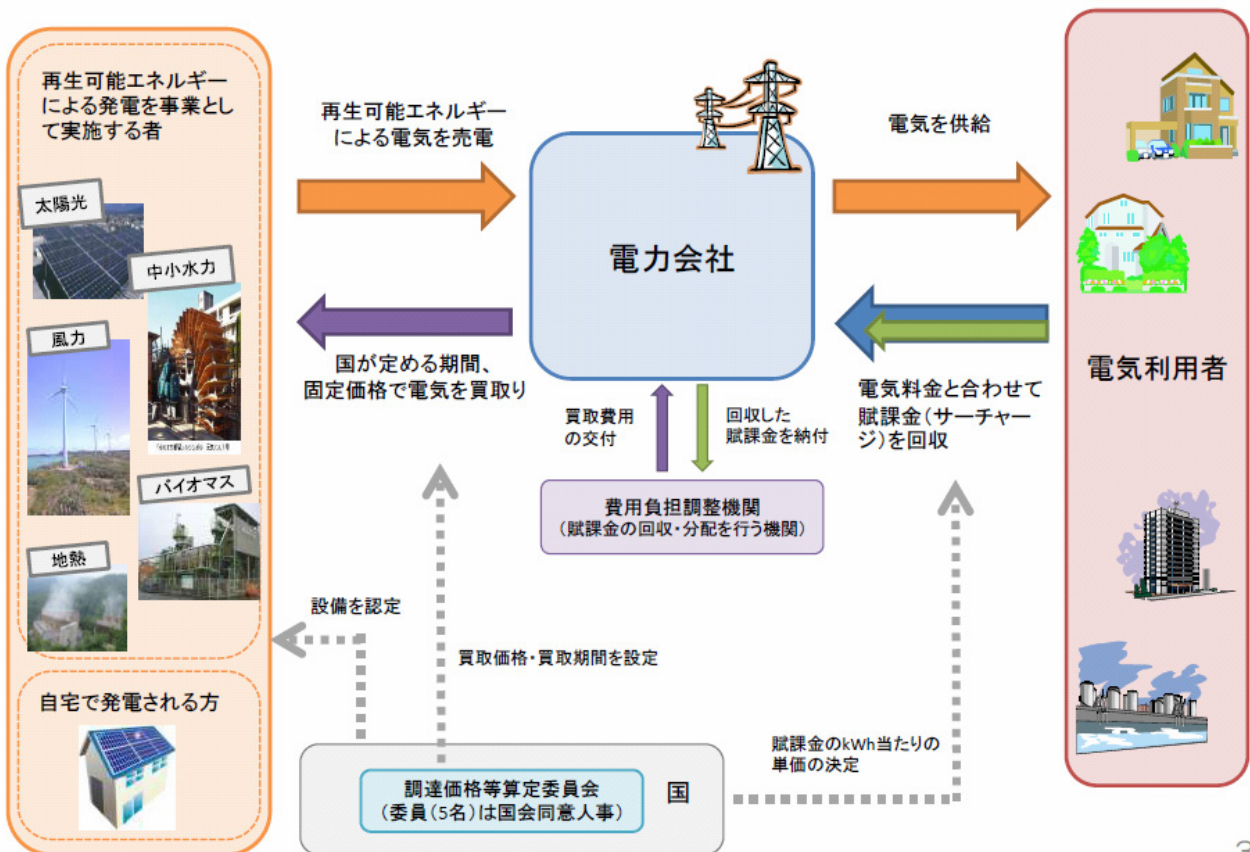 再生可能エネルギー
による発電を事業とし
て実施する者
太陽光
中小水力
風力
バイオマス
地熱
自宅で発電される方
再生可能エネルギー
による電気を売電
国が定める期間、
固定価格で電気を買取り
電力会社
買取費用
の交付
回収した
賦課金を納付
費用負担調整機関
(賦課金の回収・分配を行う機関)
電気を供給
電気料金と合わせて
賦課金(サーチャー
ジ)を回収
電気利用者
設備を認定
買取価格・買取期間を設定
賦課金のkWh当たりの
単価の決定
調達価格等算定委員会
(委員(5名)は国会同意人事)
国